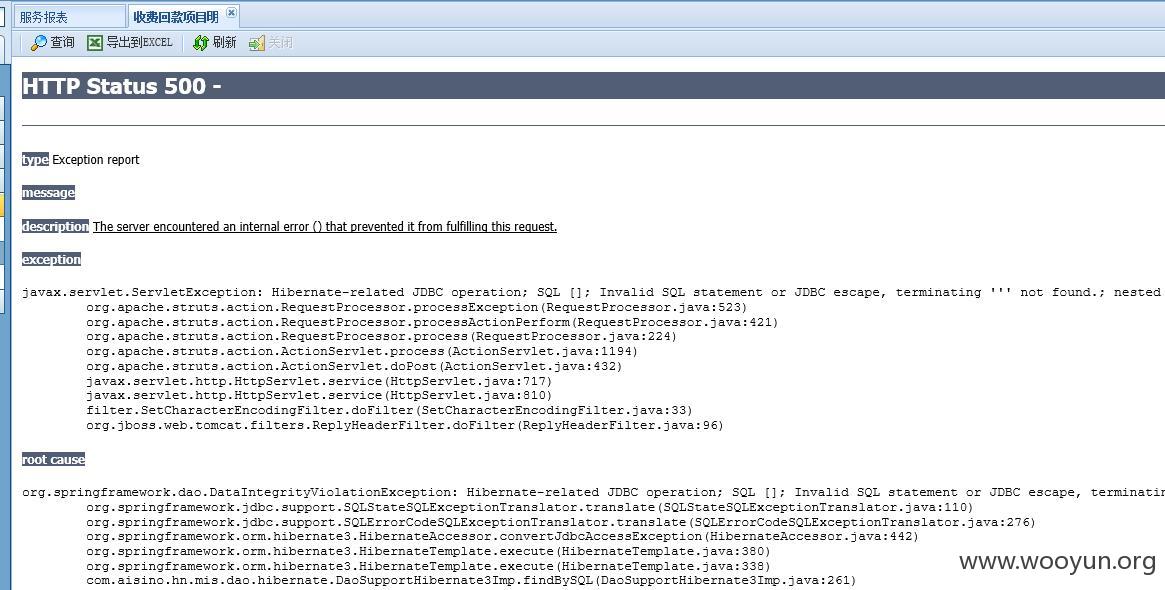 服务报表 收费回款项目明
查询 导出到EXCEL 刷新 关闭
HTTP Status 500 -
type Exception report
message
description The server encountered an internal error () that prevented it from fulfilling this request.
exception
javax.servlet.ServletException: Hibernate-related JDBC operation; SQL []; Invalid SQL statement or JDBC escape, terminating ''' not found.; nested
org.apache.struts.action.RequestProcessor.processException(RequestProcessor.java:523)
org.apache.struts.action.RequestProcessor.processActionPerform(RequestProcessor.java:421)
org.apache.struts.action.RequestProcessor.process(RequestProcessor.java:224)
org.apache.struts.action.ActionServlet.process(ActionServlet.java:1194)
org.apache.struts.action.ActionServlet.doPost(ActionServlet.java:432)
javax.servlet.http.HttpServlet.service(HttpServlet.java:717)
javax.servlet.http.HttpServlet.service(HttpServlet.java:810)
filter.SetCharacterEncodingFilter.doFilter(SetCharacterEncodingFilter.java:33)
org.jboss.web.tomcat.filters.ReplyHeaderFilter.doFilter(ReplyHeaderFilter.java:96)
root cause
org.springframework.dao.DataIntegrityViolationException: Hibernate-related JDBC operation; SQL []; Invalid SQL statement or JDBC escape, terminatin
org.springframework.jdbc.support.SQLStateSQLExceptionTranslator.translate(SQLStateSQLExceptionTranslator.java:110)
org.springframework.jdbc.support.SQLErrorCodeSQLExceptionTranslator.translate(SQLErrorCodeSQLExceptionTranslator.java:276)
org.springframework.orm.hibernate3.HibernateAccessor.convertJdbcAccessException(HibernateAccessor.java:442)
org.springframework.orm.hibernate3.HibernateTemplate.execute(HibernateTemplate.java:380)
org.springframework.orm.hibernate3.HibernateTemplate.execute(HibernateTemplate.java:338)
com.aisino.hn.mis.dao.hibernate.DaoSupportHibernate3Imp.findBySQL(DaoSupportHibernate3Imp.java:261)
www.wooyun.org